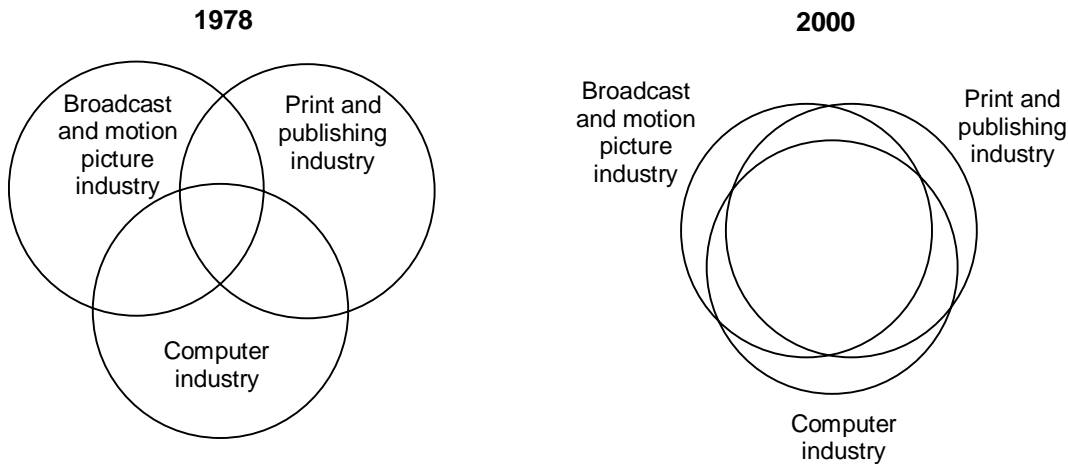 1978
Broadcast
and motion
picture
industry
Print and
publishing
industry
Computer
industry
2000
Broadcast
and motion
picture
industry
Print and
publishing
industry
Computer
industry